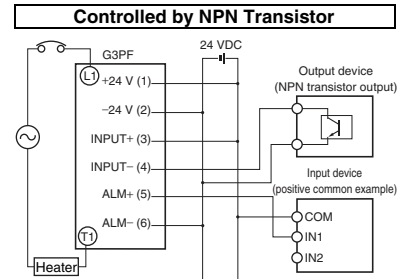 Controlled by NPN Transistor
24 VDC
G3PF
L1
+24 V (1)
−24 V (2)
INPUT+ (3)
INPUT− (4)
ALM+ (5)
ALM− (6)
T1
Heater
Output device
(NPN transistor output)
Input device
(positive common example)
COM
IN1
IN2